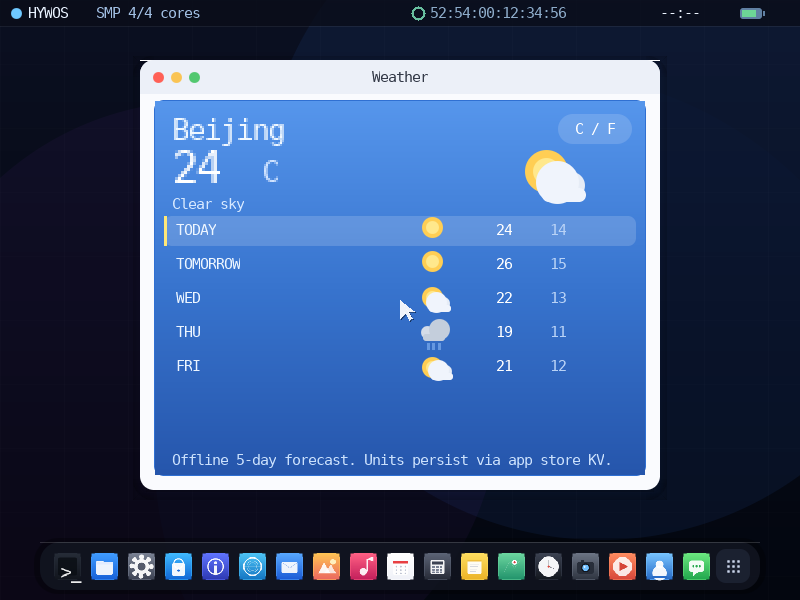 HYWOS SMP 4/4 cores 52:54:00:12:34:56 --:--
Weather
Beijing
C / F
24 C
Clear sky
TODAY 24 14
TOMORROW 26 15
WED 22 13
THU 19 11
FRI 21 12
Offline 5-day forecast. Units persist via app store KV.
>_